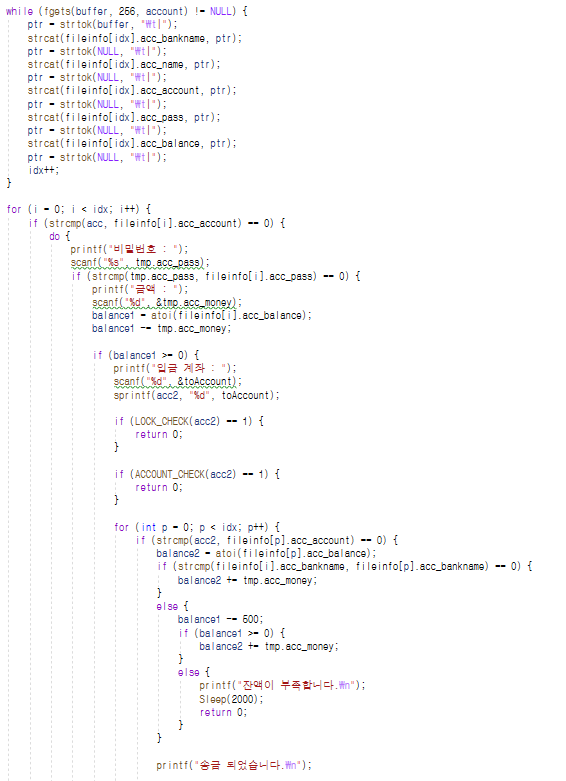 while (fgets(buffer, 256, account) != NULL) {
ptr = strtok(buffer, "₩t|");
strcat(fileinfo[idx].acc_bankname, ptr);
ptr = strtok(NULL, "₩t|");
strcat(fileinfo[idx].acc_name, ptr);
ptr = strtok(NULL, "₩t|");
strcat(fileinfo[idx].acc_account, ptr);
ptr = strtok(NULL, "₩t|");
strcat(fileinfo[idx].acc_pass, ptr);
ptr = strtok(NULL, "₩t|");
strcat(fileinfo[idx].acc_balance, ptr);
ptr = strtok(NULL, "₩t|");
idx++;
}
for (i = 0; i < idx; i++) {
if (strcmp(acc, fileinfo[i].acc_account) == 0) {
do {
printf("비밀번호 : ");
scanf("%s", tmp.acc_pass);
if (strcmp(tmp.acc_pass, fileinfo[i].acc_pass) == 0) {
printf("금액 : ");
scanf("%d", &tmp.acc_money);
balance1 = atoi(fileinfo[i].acc_balance);
balance1 -= tmp.acc_money;
if (balance1 >= 0) {
printf("입금 계좌 : ");
scanf("%d", &toAccount);
sprintf(acc2, "%d", toAccount);
if (LOCK_CHECK(acc2) == 1) {
return 0;
}
if (ACCOUNT_CHECK(acc2) == 1) {
return 0;
}
for (int p = 0; p < idx; p++) {
if (strcmp(acc2, fileinfo[p].acc_account) == 0) {
balance2 = atoi(fileinfo[p].acc_balance);
if (strcmp(fileinfo[i].acc_bankname, fileinfo[p].acc_bankname) == 0) {
balance2 += tmp.acc_money;
}
else {
balance1 -= 500;
if (balance1 >= 0) {
balance2 += tmp.acc_money;
}
else {
printf("잔액이 부족합니다.₩n");
Sleep(2000);
return 0;
}
}
printf("송금 되었습니다.₩n");